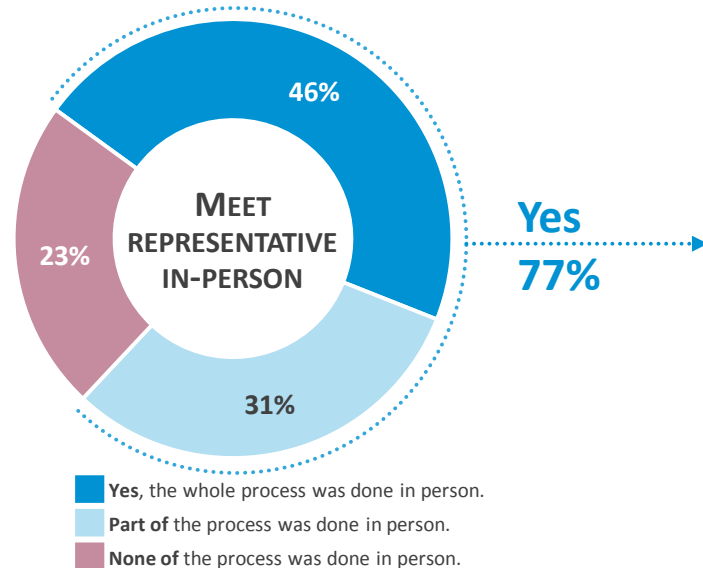 46%
MEET
REPRESENTATIVE
IN-PERSON
23%
31%
Yes
77%
Yes, the whole process was done in person.
Part of the process was done in person.
None of the process was done in person.